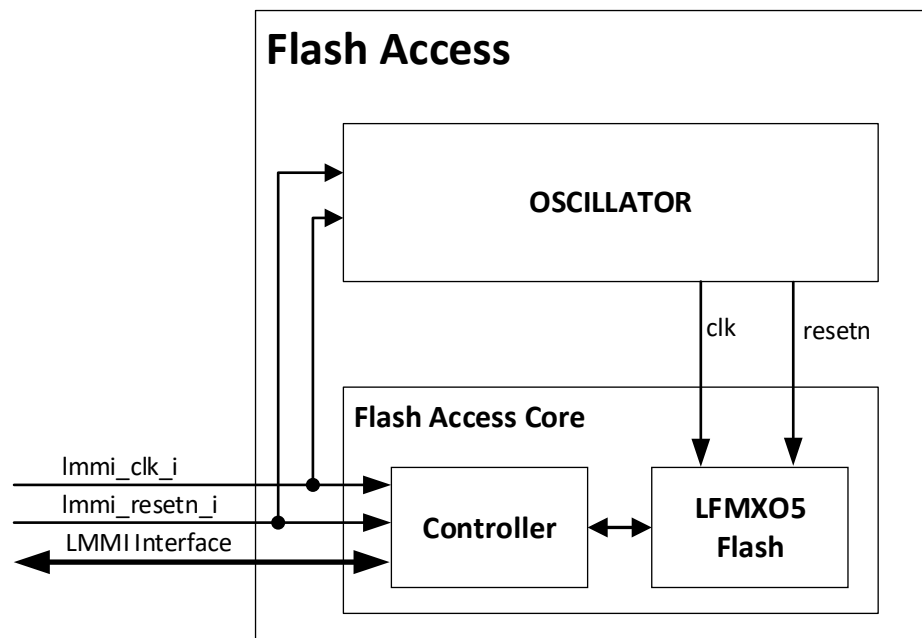 Flash Access
OSCILLATOR
clk
resetn
Flash Access Core
lmmi_clk_i
lmmi_resetn_i
LMMI Interface
Controller
LFMXO5
Flash